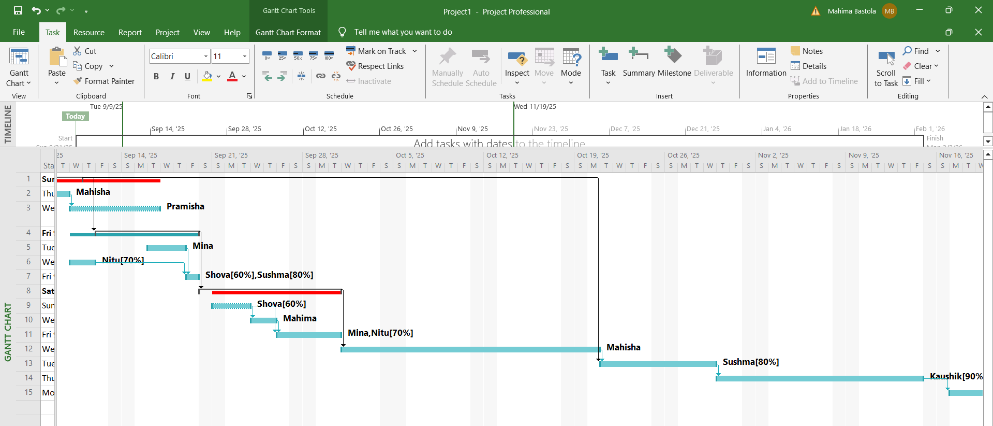 Gantt Chart Tools
Project1 - Project Professional
Mahima Bastola MB
File Task Resource Report Project View Help Gantt Chart Format Tell me what you want to do
Gantt Chart
View
Paste
Cut
Copy
Format Painter
Clipboard
Calibri 11
B I U A
Font
0% 25% 50% 75% 100%
Mark on Track
Respect Links
Inactivate
Schedule
Manually Schedule
Auto Schedule
Inspect
Move
Mode
Tasks
Task
Summary
Milestone
Deliverable
Insert
Information
Notes
Details
Add to Timeline
Properties
Scroll to Task
Find
Clear
Fill
Editing
TIMELINE
Tue 9/9/25 Wed 11/19/25
Today
Sep 14, '25 Sep 28, '25 Oct 12, '25 Oct 26, '25 Nov 9, '25 Nov 23, '25 Dec 7, '25 Dec 21, '25 Jan 4, '26 Jan 18, '26 Feb 1, '26
Start Add tasks with dates to the timeline Finish
25 Sep 14, '25 Sep 21, '25 Sep 28, '25 Oct 5, '25 Oct 12, '25 Oct 19, '25 Oct 26, '25 Nov 2, '25 Nov 9, '25 Nov 16, '25
Sta T W T F S S M T W T F S S M T W T F S S M T W T F S S M T W T F S S M T W T F S S M T W T F S S M T W T F S S M T W T F S S M T W T F S S M T W
GANTT CHART
1 Sun
2 Thu Mahisha
3 We Pramisha
4 Fri
5 Tue Mina
6 We Nitu[70%]
7 Fri Shova[60%],Sushma[80%]
8 Sat
9 Sun Shova[60%]
10 We Mahima
11 Fri Mina,Nitu[70%]
12 We Mahisha
13 Tue Sushma[80%]
14 Thu Kaushik[90%
15 Mo